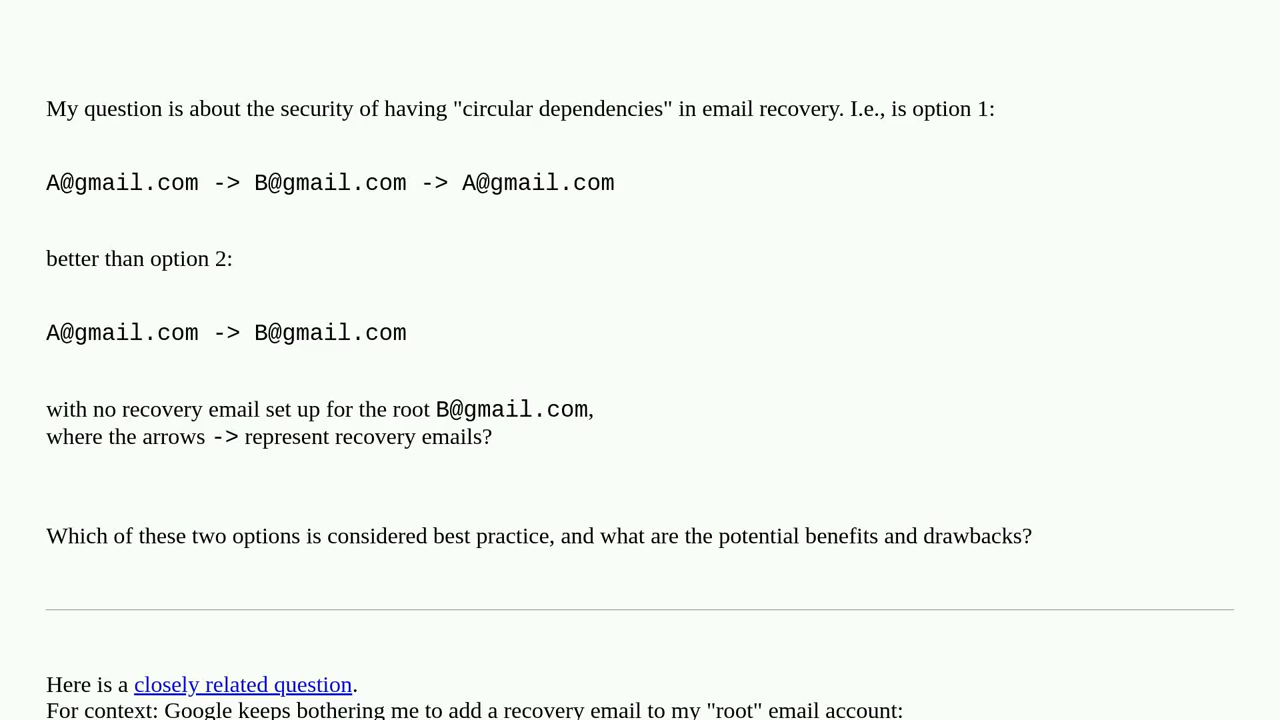 My question is about the security of having "circular dependencies" in email recovery. I.e., is option 1:
A@gmail.com -> B@gmail.com -> A@gmail.com
better than option 2:
A@gmail.com -> B@gmail.com
with no recovery email set up for the root B@gmail.com,
where the arrows -> represent recovery emails?
Which of these two options is considered best practice, and what are the potential benefits and drawbacks?
Here is a closely related question.
For context: Google keeps bothering me to add a recovery email to my "root" email account: